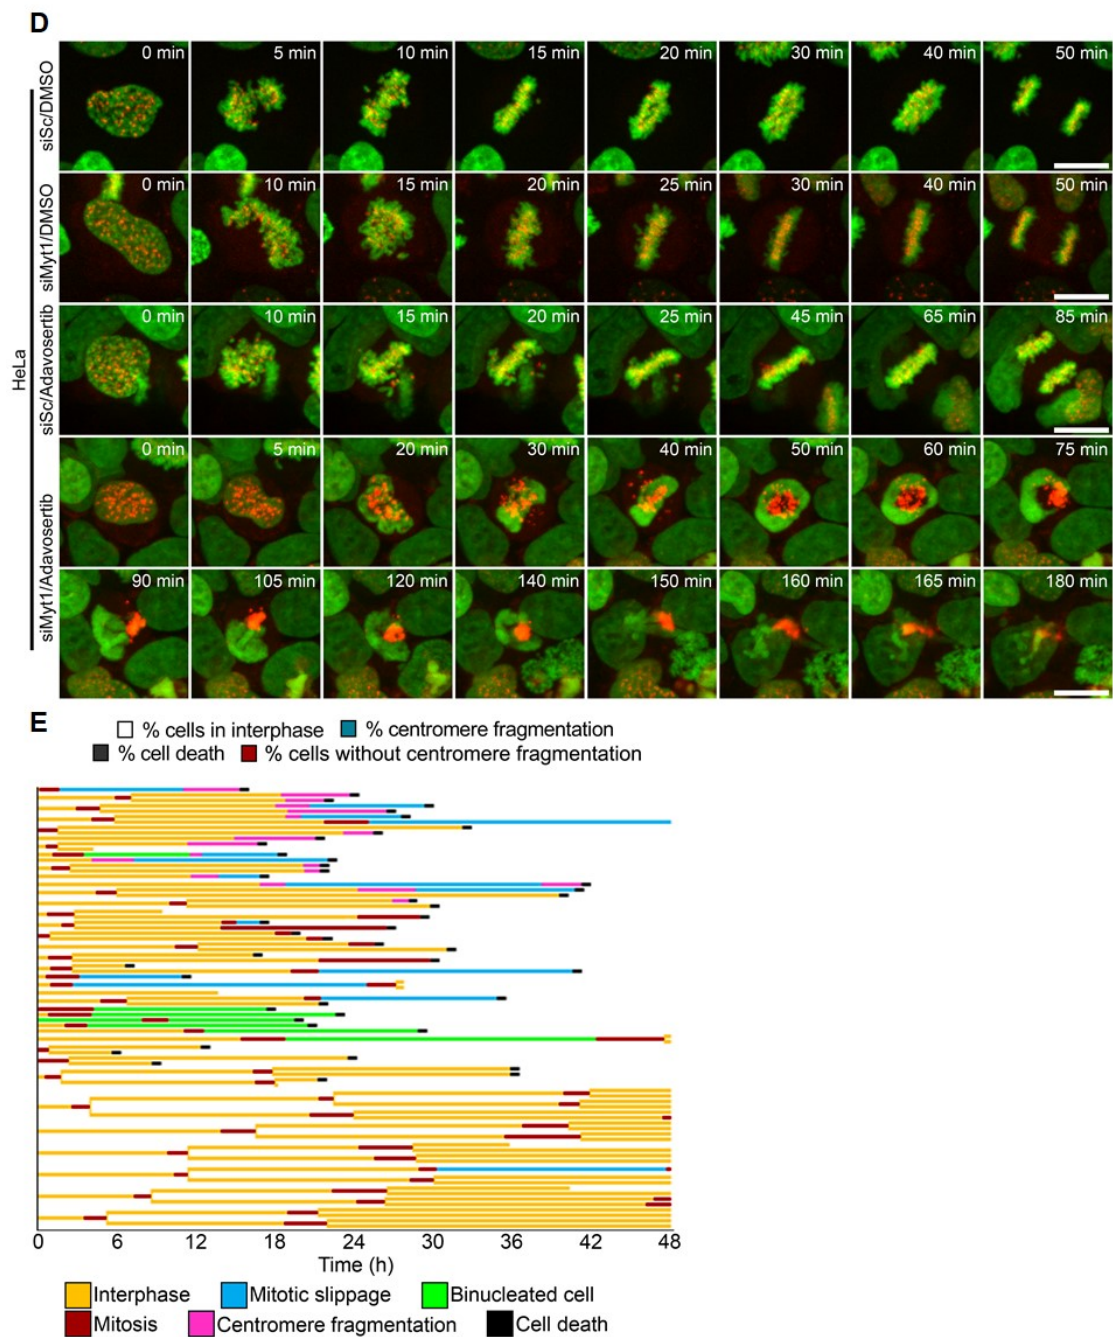 D
siSc/DMSO
0 min 5 min 10 min 15 min 20 min 30 min 40 min 50 min
siMyt1/DMSO
0 min 10 min 15 min 20 min 25 min 30 min 40 min 50 min
HeLa
siSc/Adavosertib
0 min 10 min 15 min 20 min 25 min 45 min 65 min 85 min
siMyt1/Adavosertib
0 min 5 min 20 min 30 min 40 min 50 min 60 min 75 min
90 min 105 min 120 min 140 min 150 min 160 min 165 min 180 min
E
% cells in interphase % centromere fragmentation
% cell death % cells without centromere fragmentation
0 6 12 18 24 30 36 42 48
Time (h)
Interphase Mitotic slippage Binucleated cell
Mitosis Centromere fragmentation Cell death